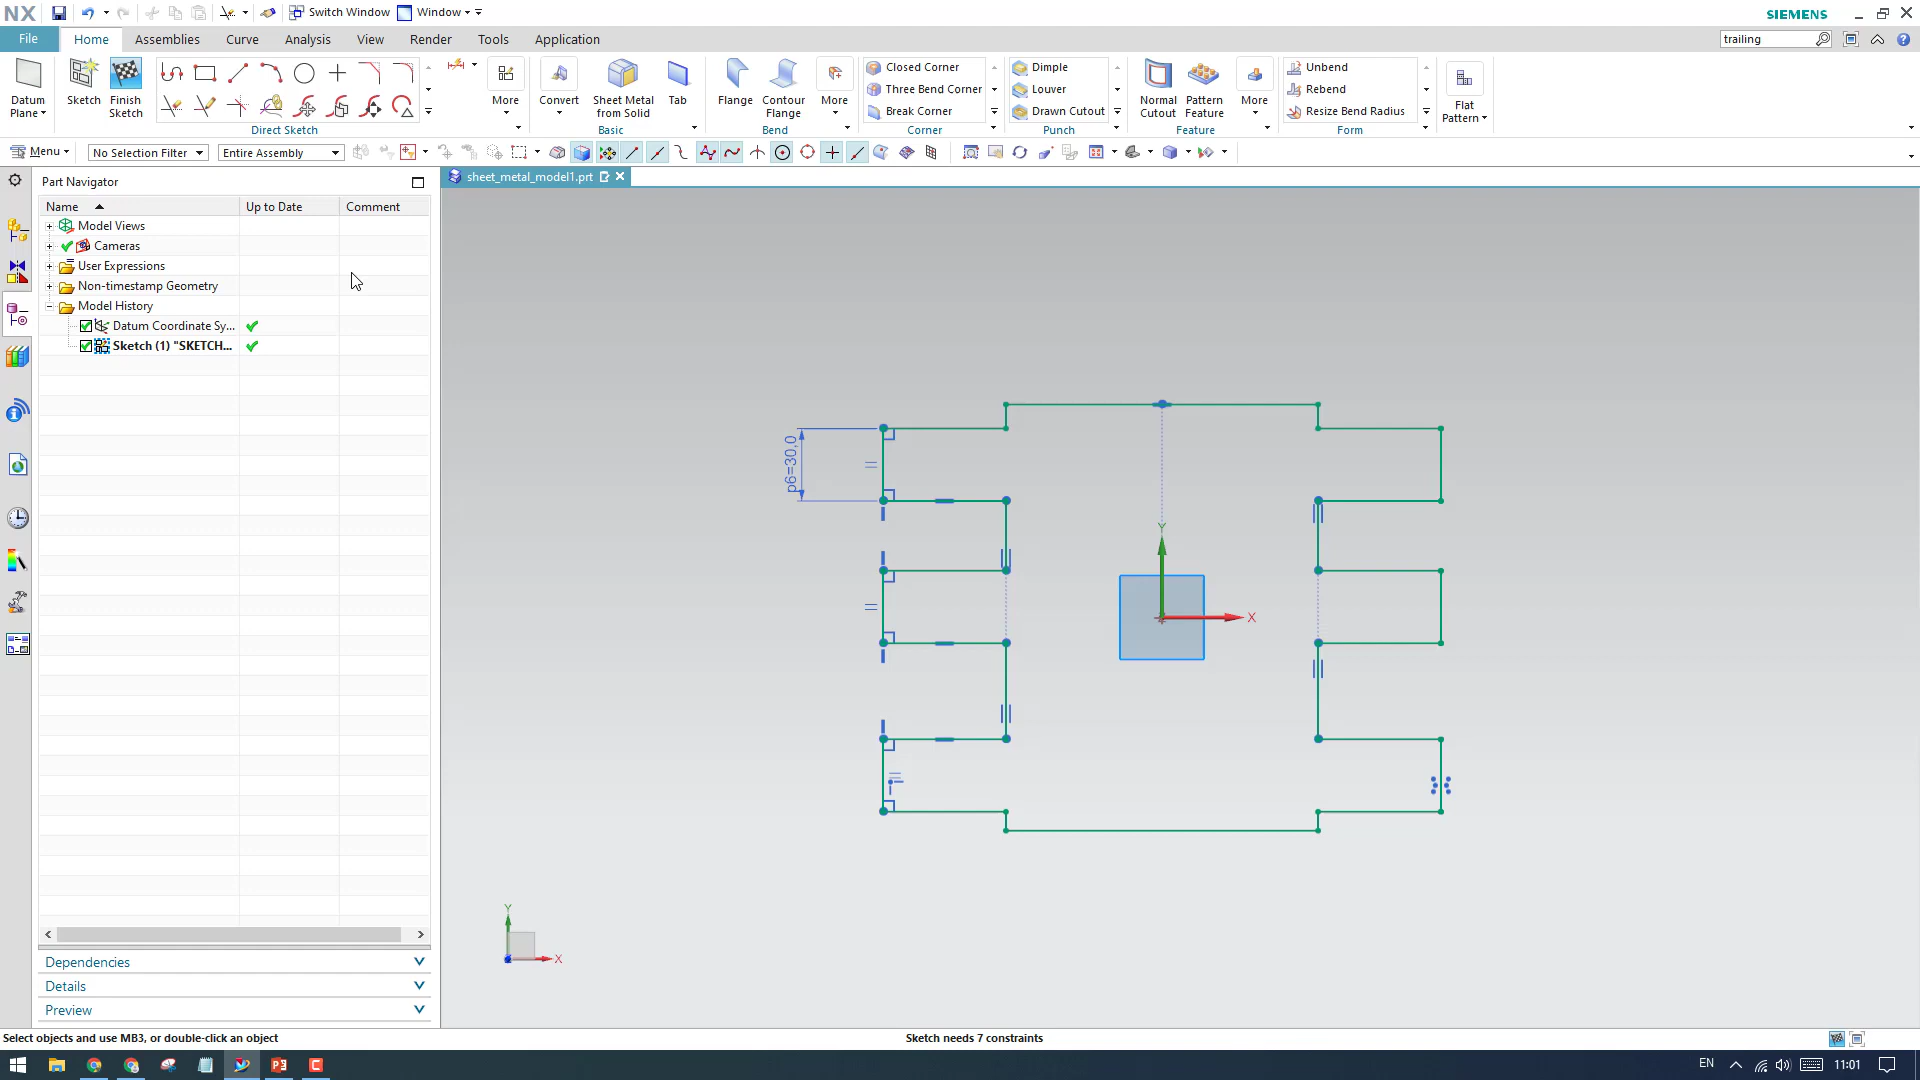 NX Switch Window Window SIEMENS
File Home Assemblies Curve Analysis View Render Tools Application trailing
Datum Plane Sketch Finish Sketch More Convert Sheet Metal from Solid Tab Flange Contour Flange More Closed Corner Three Bend Corner Break Corner Dimple Louver Drawn Cutout Normal Cutout Pattern Feature More Unbend Rebend Resize Bend Radius Flat Pattern
Direct Sketch Basic Bend Corner Punch Feature Form
Menu No Selection Filter Entire Assembly
Part Navigator sheet_metal_model1.prt
Name Up to Date Comment
Model Views
Cameras
User Expressions
Non-timestamp Geometry
Model History
Datum Coordinate Sy...
Sketch (1) "SKETCH...
p6=30,0
Y
X
Y
X
Dependencies
Details
Preview
Select objects and use MB3, or double-click an object Sketch needs 7 constraints
EN 11:01